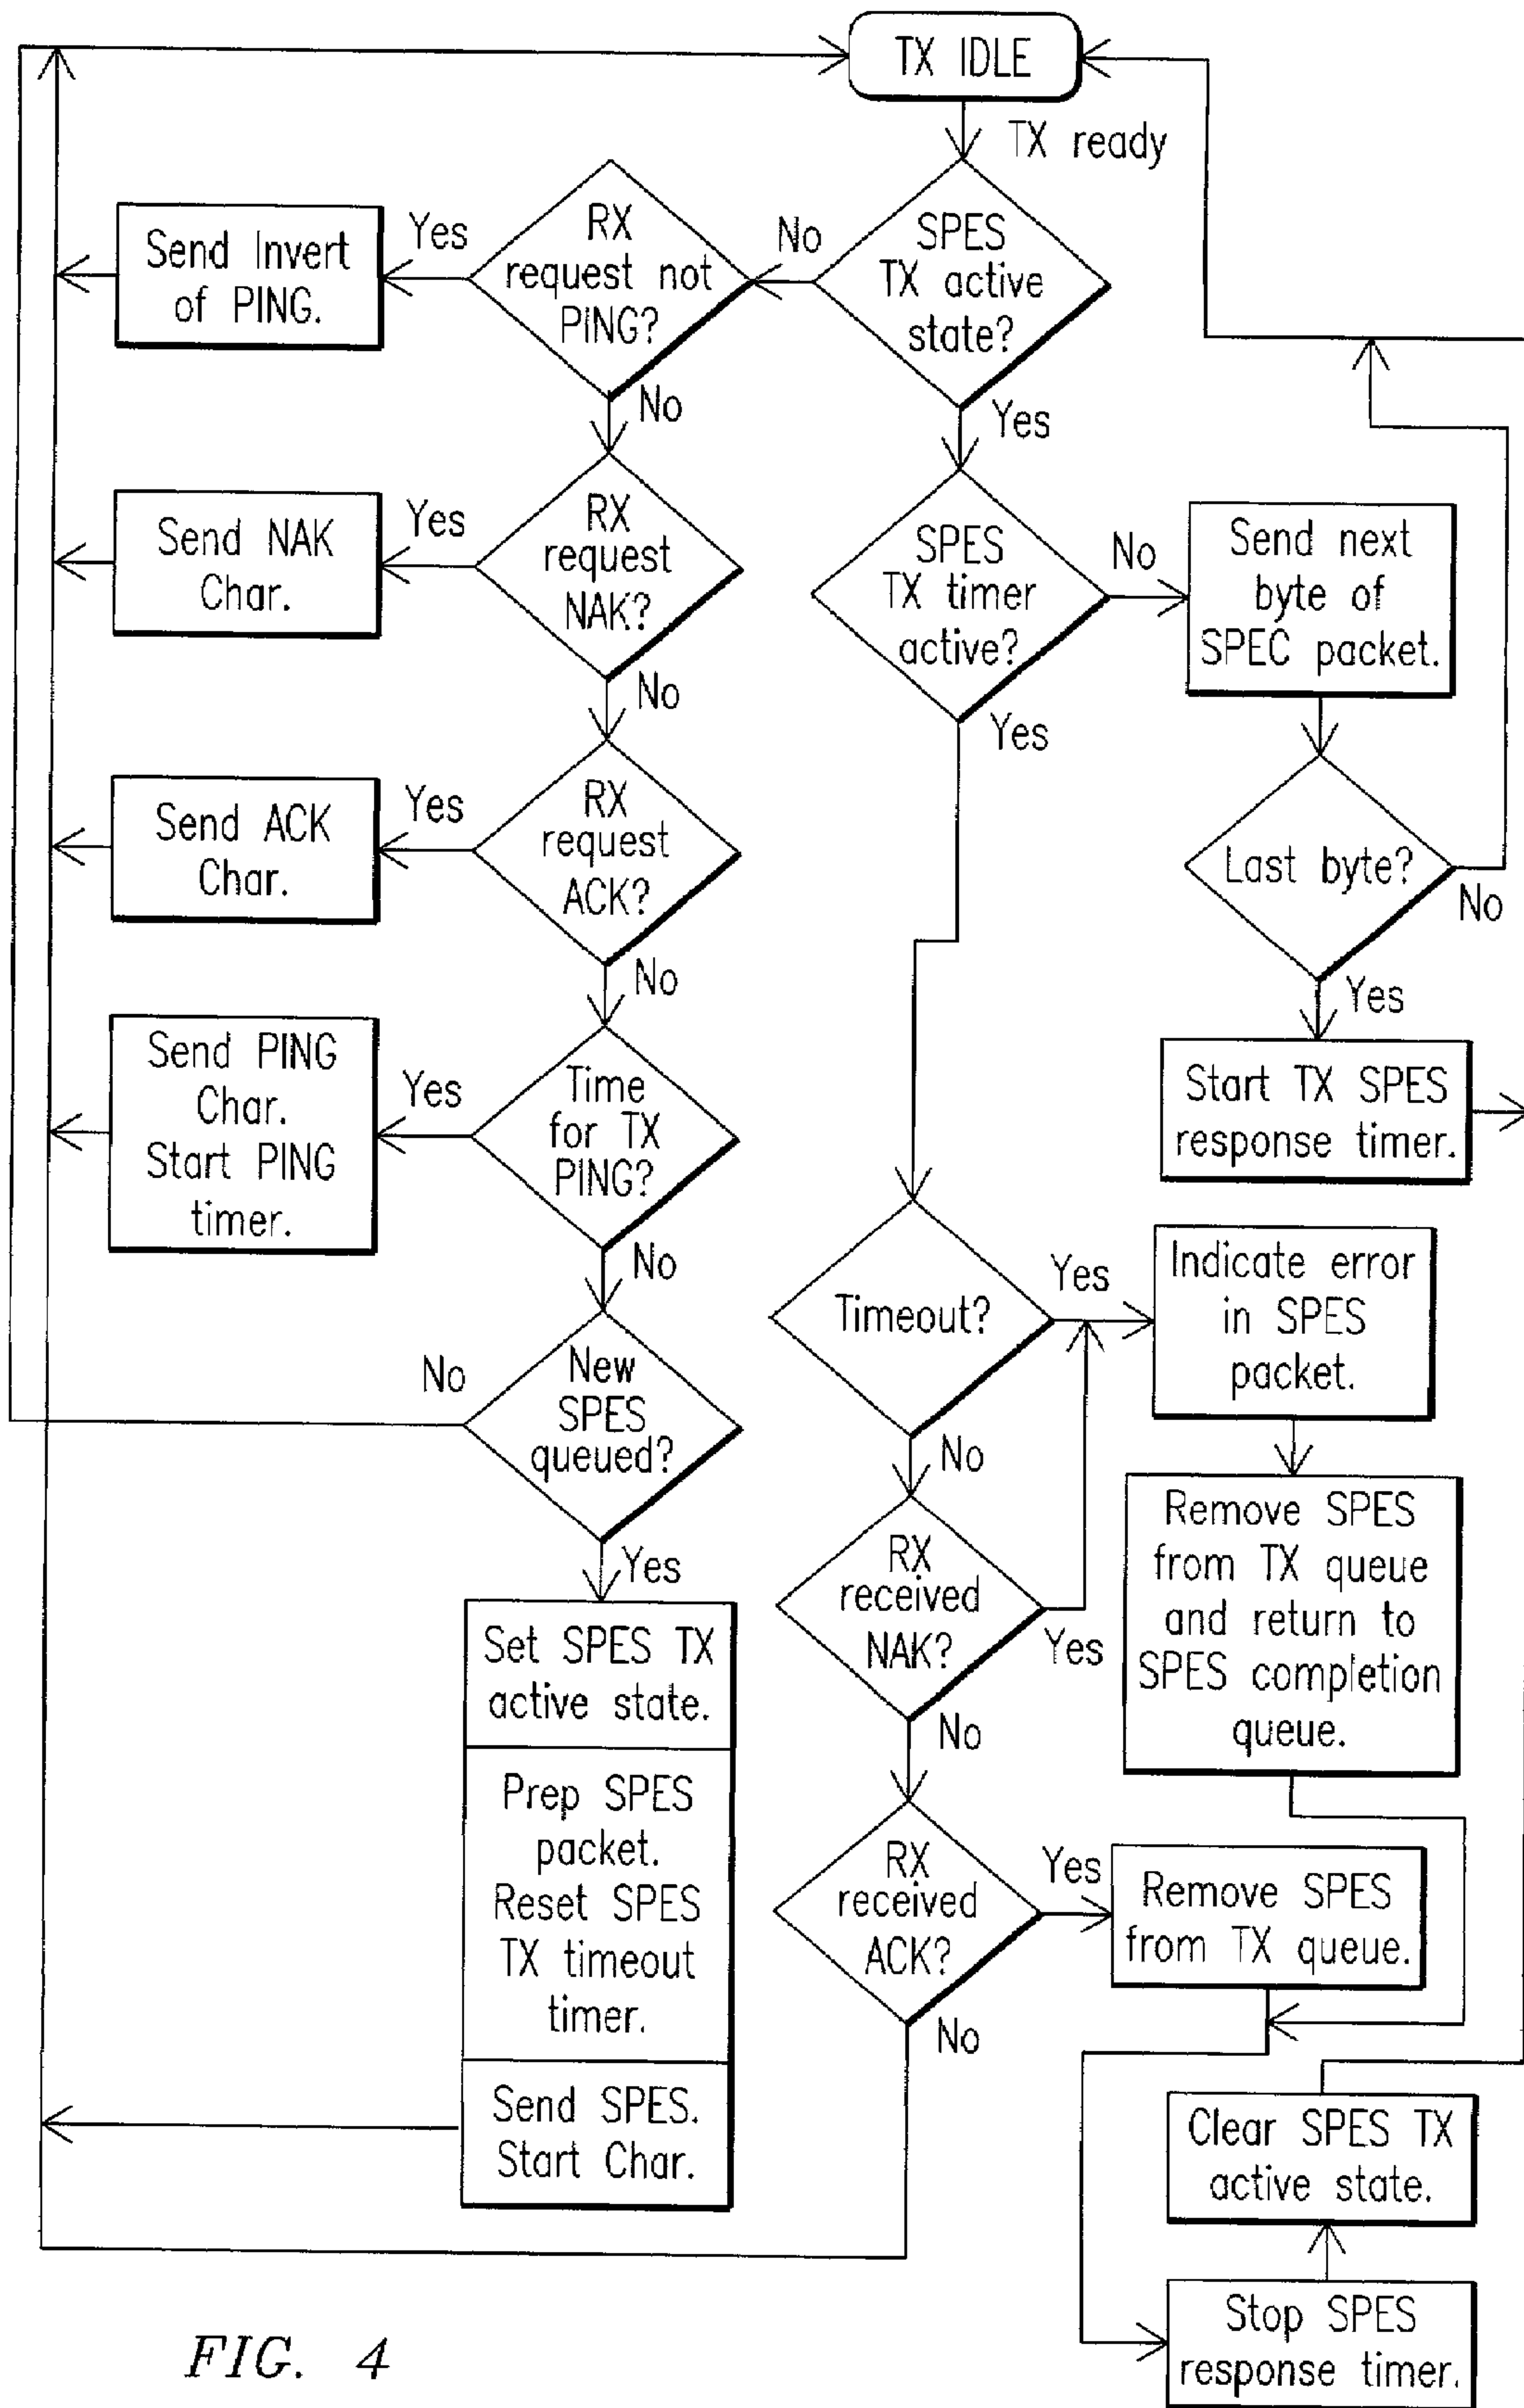 TX IDLE
TX ready
SPES
TX active
state?
No
Yes
RX
request not
PING?
Yes
No
Send Invert
of PING.
RX
request
NAK?
Yes
No
Send NAK
Char.
RX
request
ACK?
Yes
No
Send ACK
Char.
Time
for TX
PING?
Yes
No
Send PING
Char.
Start PING
timer.
New
SPES
queued?
No
Yes
Set SPES TX
active state.
Prep SPES
packet.
Reset SPES
TX timeout
timer.
Send SPES.
Start Char.
SPES
TX timer
active?
No
Yes
Send next
byte of
SPEC packet.
Last byte?
No
Yes
Start TX SPES
response timer.
Timeout?
Yes
No
Indicate error
in SPES
packet.
RX
received
NAK?
Yes
No
Remove SPES
from TX queue
and return to
SPES completion
queue.
RX
received
ACK?
Yes
No
Remove SPES
from TX queue.
Clear SPES TX
active state.
Stop SPES
response timer.
FIG. 4